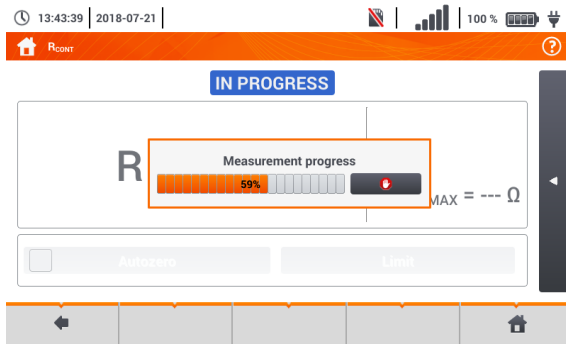 13:43:39 2018-07-21 100 %
RCONT
IN PROGRESS
Measurement progress
59%
R
MAX = --- Ω
Autozero Limit